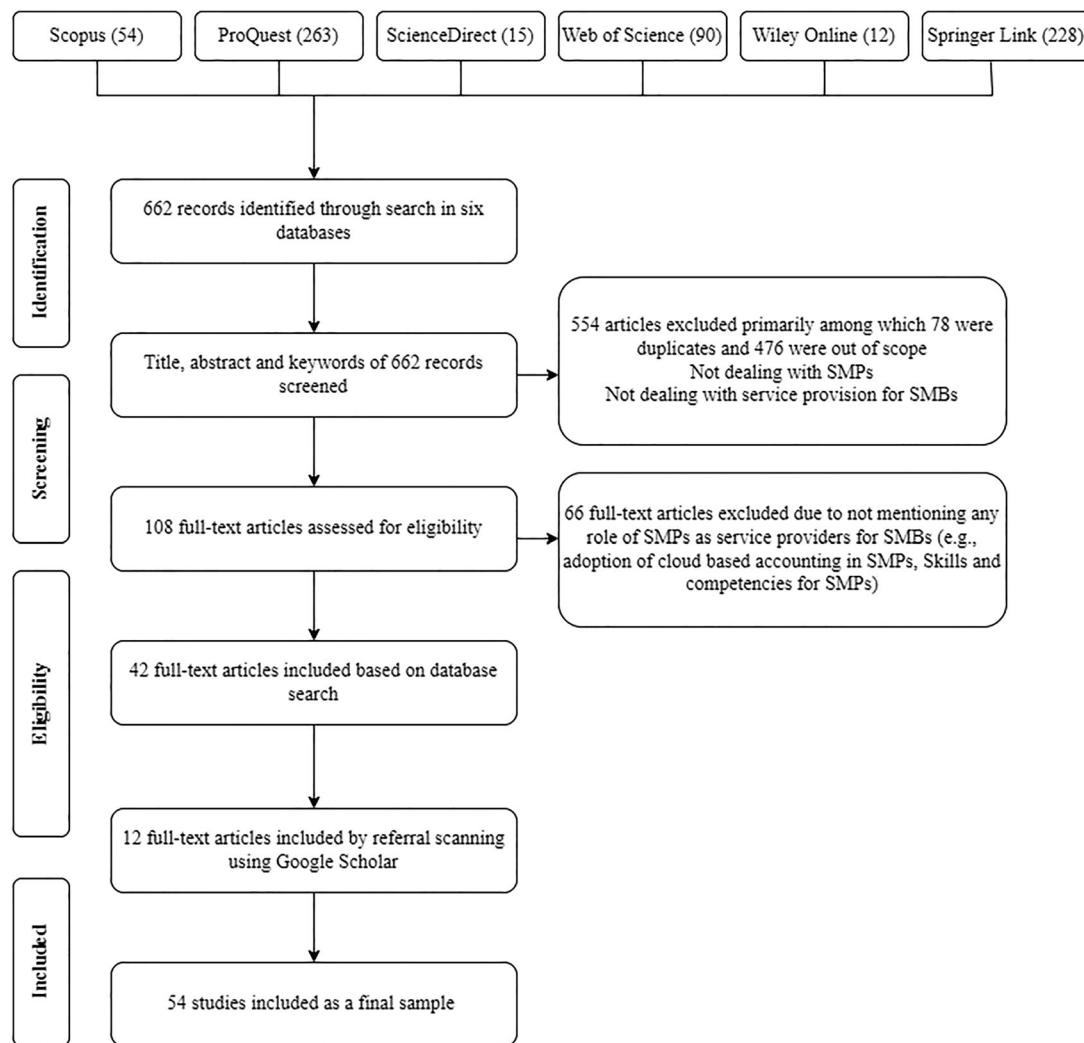 Scopus (54)
ProQuest (263)
ScienceDirect (15)
Web of Science (90)
Wiley Online (12)
Springer Link (228)
Identification
662 records identified through search in six
databases
Title, abstract and keywords of 662 records
screened
554 articles excluded primarily among which 78 were
duplicates and 476 were out of scope
Not dealing with SMPs
Not dealing with service provision for SMBs
Screening
108 full-text articles assessed for eligibility
66 full-text articles excluded due to not mentioning any
role of SMPs as service providers for SMBs (e.g.,
adoption of cloud based accounting in SMPs, Skills and
competencies for SMPs)
Eligibility
42 full-text articles included based on database
search
12 full-text articles included by referral scanning
using Google Scholar
Included
54 studies included as a final sample